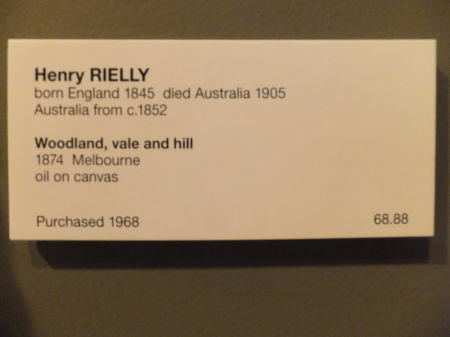 Henry RIELLY
born England 1845 died Australia 1905
Australia from c.1852
Woodland, vale and hill
1874 Melbourne
oil on canvas
Purchased 1968 68.88